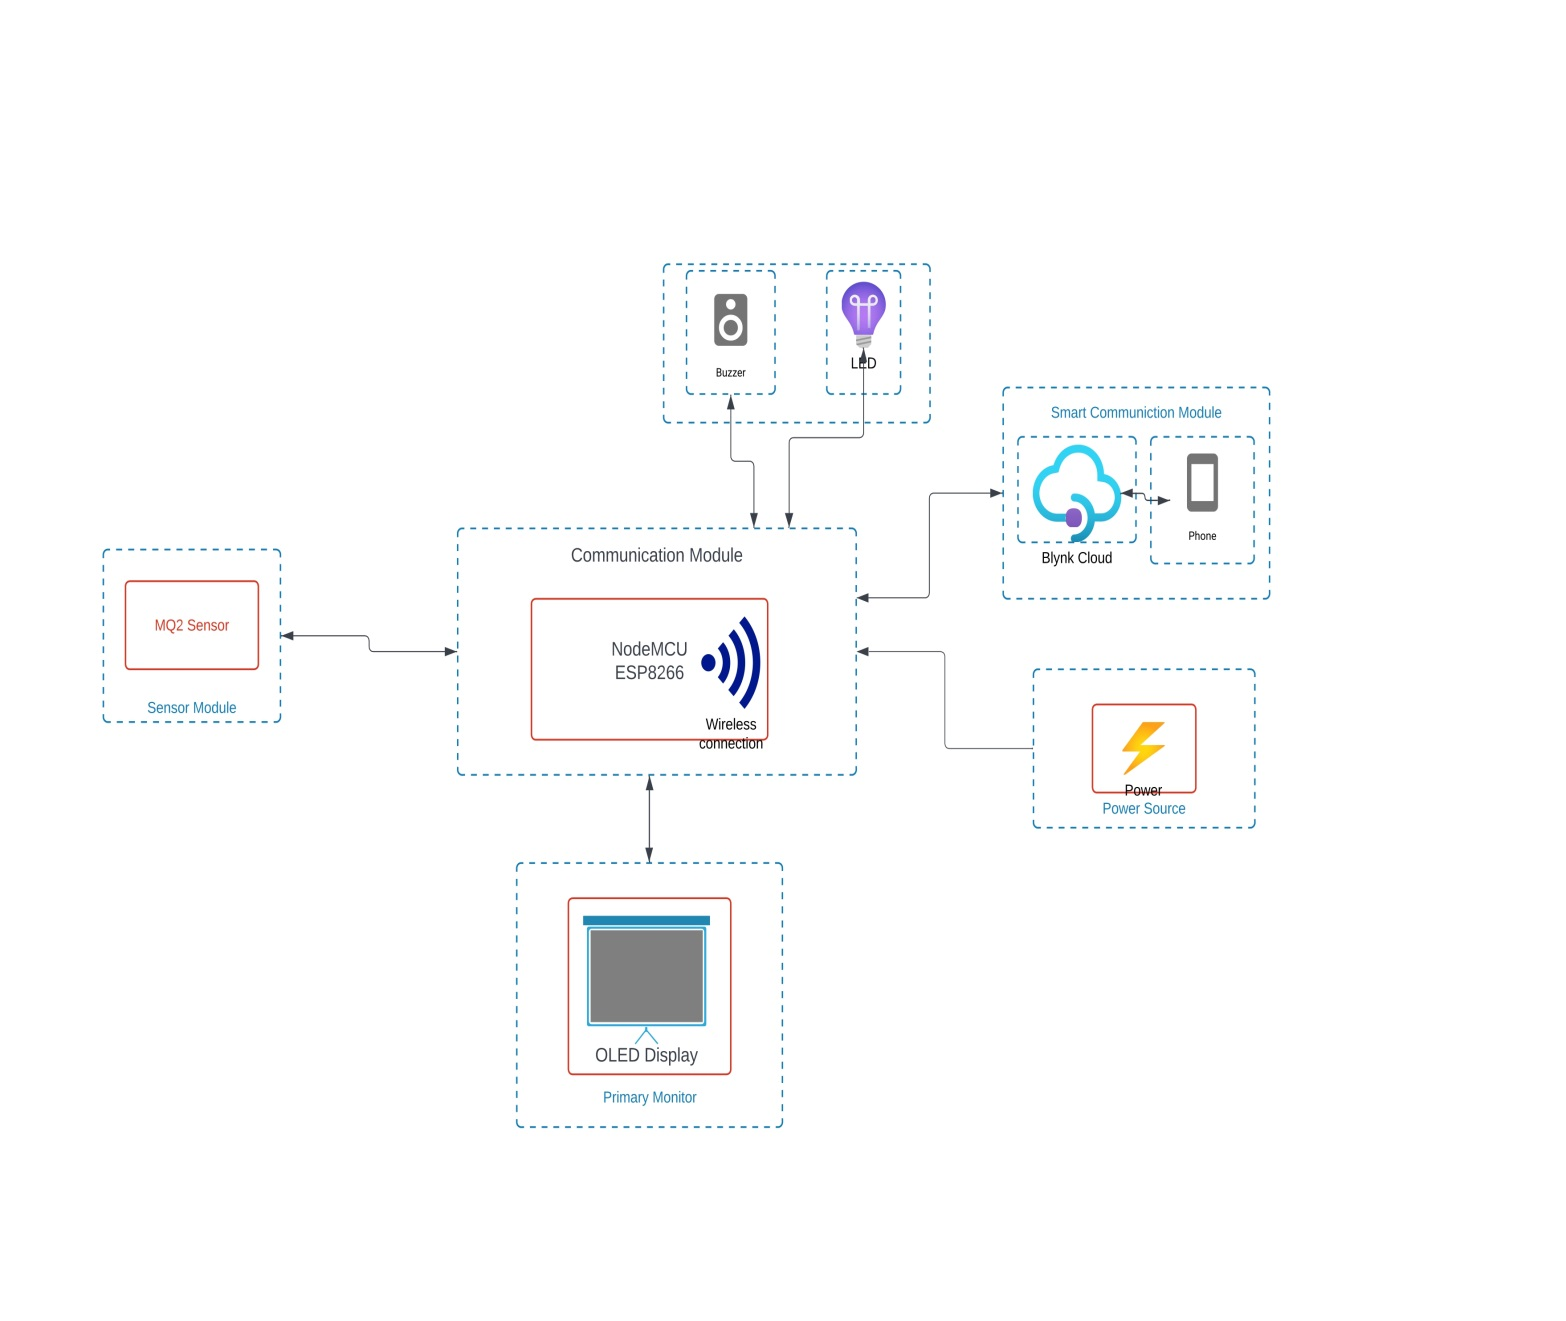 Buzzer
LED
Smart Communiction Module
Blynk Cloud
Phone
Communication Module
NodeMCU
ESP8266
Wireless
connection
MQ2 Sensor
Sensor Module
Power
Power Source
OLED Display
Primary Monitor